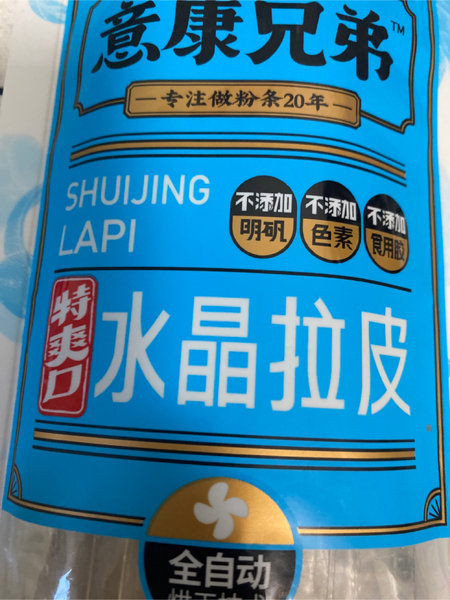 意康兄弟™
专注做粉条20年
SHUIJING
LAPI
不添加
明矾
不添加
色素
不添加
食用胶
特爽口
水晶拉皮
全自动